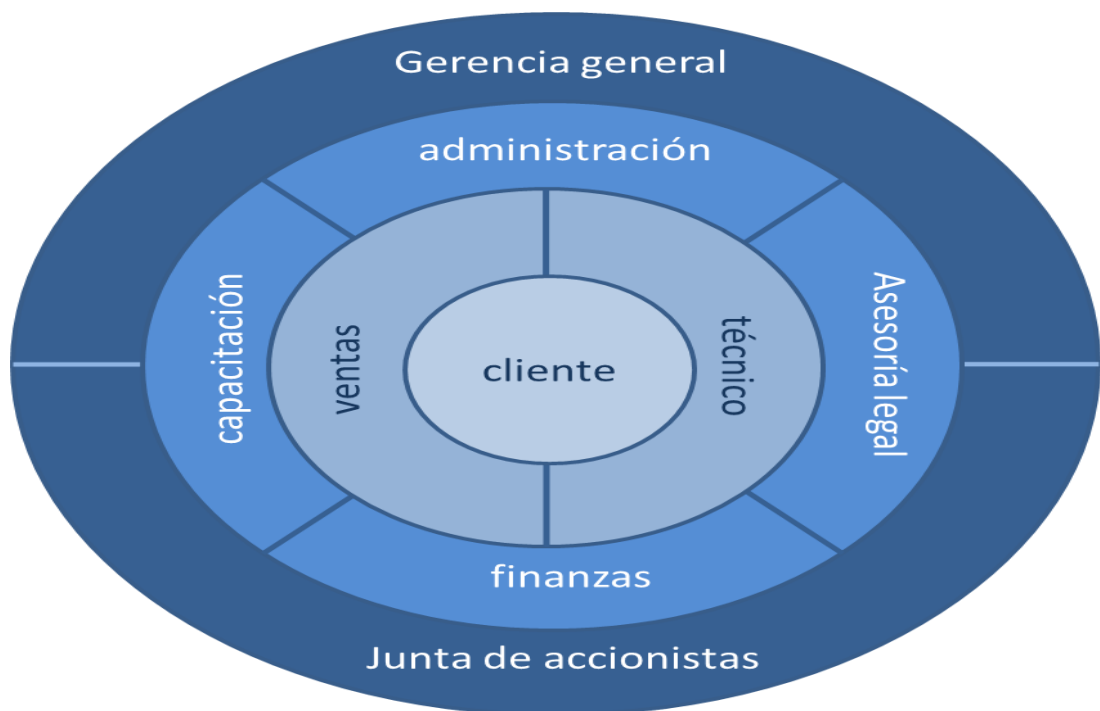 Gerencia general
administración
capacitación
ventas
cliente
técnico
Asesoría legal
finanzas
Junta de accionistas